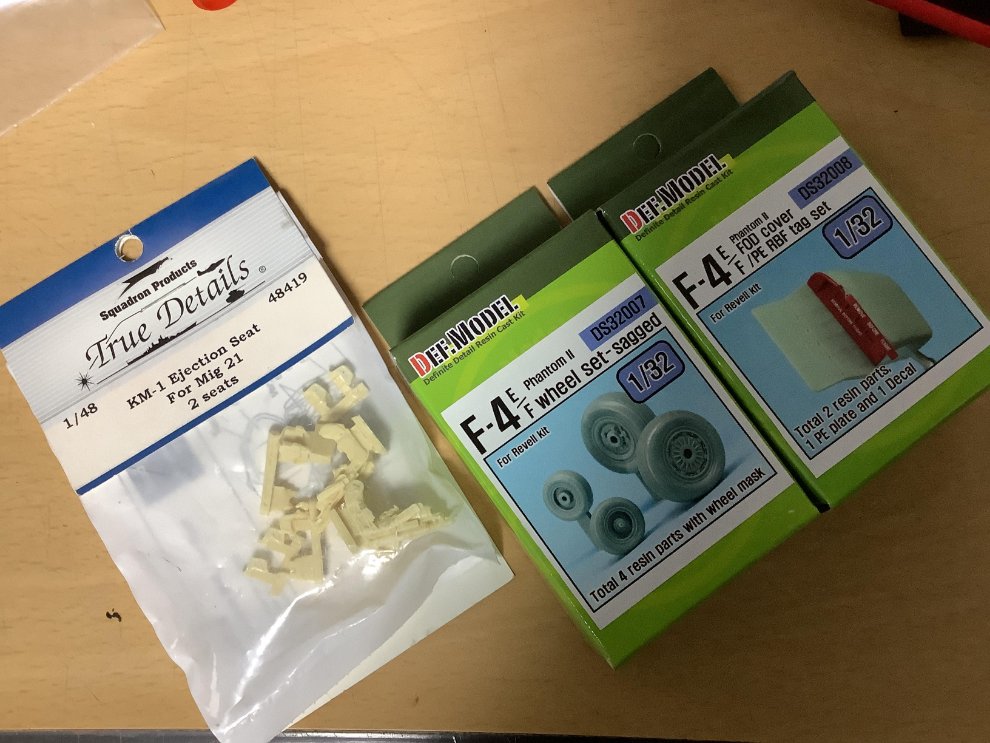 Squadron Products
True Details ®
48419
1/48
KM-1 Ejection Seat
For Mig 21
2 seats
DEF.MODEL
Definite Detail Resin Cast Kit
DS32007
F-4 E/F Phantom II wheel set-sagged
1/32
For Revell kit
Total 4 resin parts with wheel mask
DEF.MODEL
Definite Detail Resin Cast Kit
DS32008
F-4 E/F Phantom II FOD cover
/PE RBF tag set
1/32
For Revell kit
Total 2 resin parts,
1 PE plate and 1 Decal